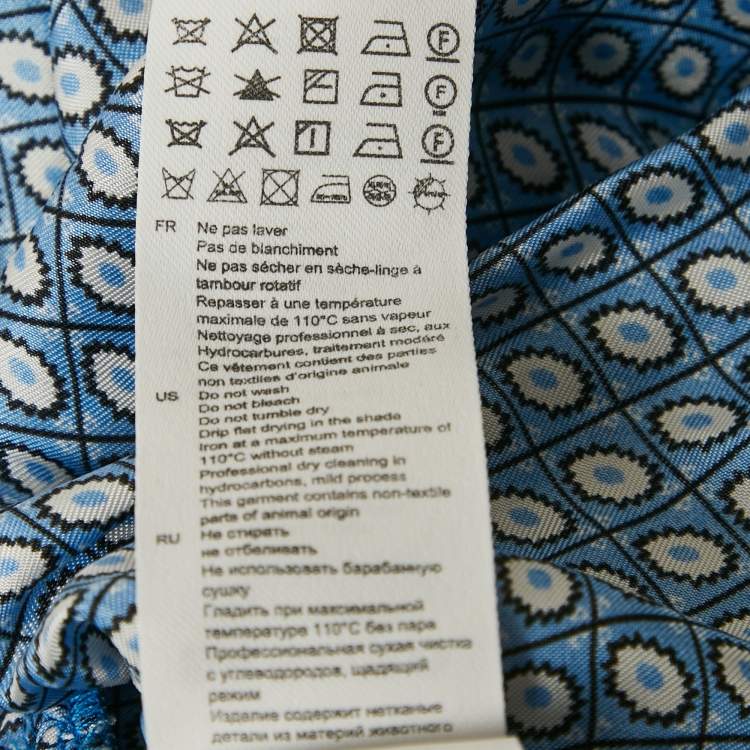 F
F
F
FR Ne pas laver
Pas de blanchiment
Ne pas sécher en sèche-linge à
tambour rotatif
Repasser à une température
maximale de 110°C sans vapeur
Nettoyage professionnel à sec, aux
Hydrocarbures, traitement modéré
Ce vêtement contient des parties
non textiles d'origine animale
US Do not wash
Do not bleach
Do not tumble dry
Drip flat drying in the shade
Iron at a maximum temperature of
110°C without steam
Professional dry cleaning in
hydrocarbons, mild process
This garment contains non-textile
parts of animal origin
RU Не стирать
не отбеливать
Не использовать барабанную
сушку
Гладить при максимальной
температуре 110°C без пара
Профессиональная сухая чистка
с углеводородов, щадящий
режим
Изделие содержит нетканые
детали из материй животного